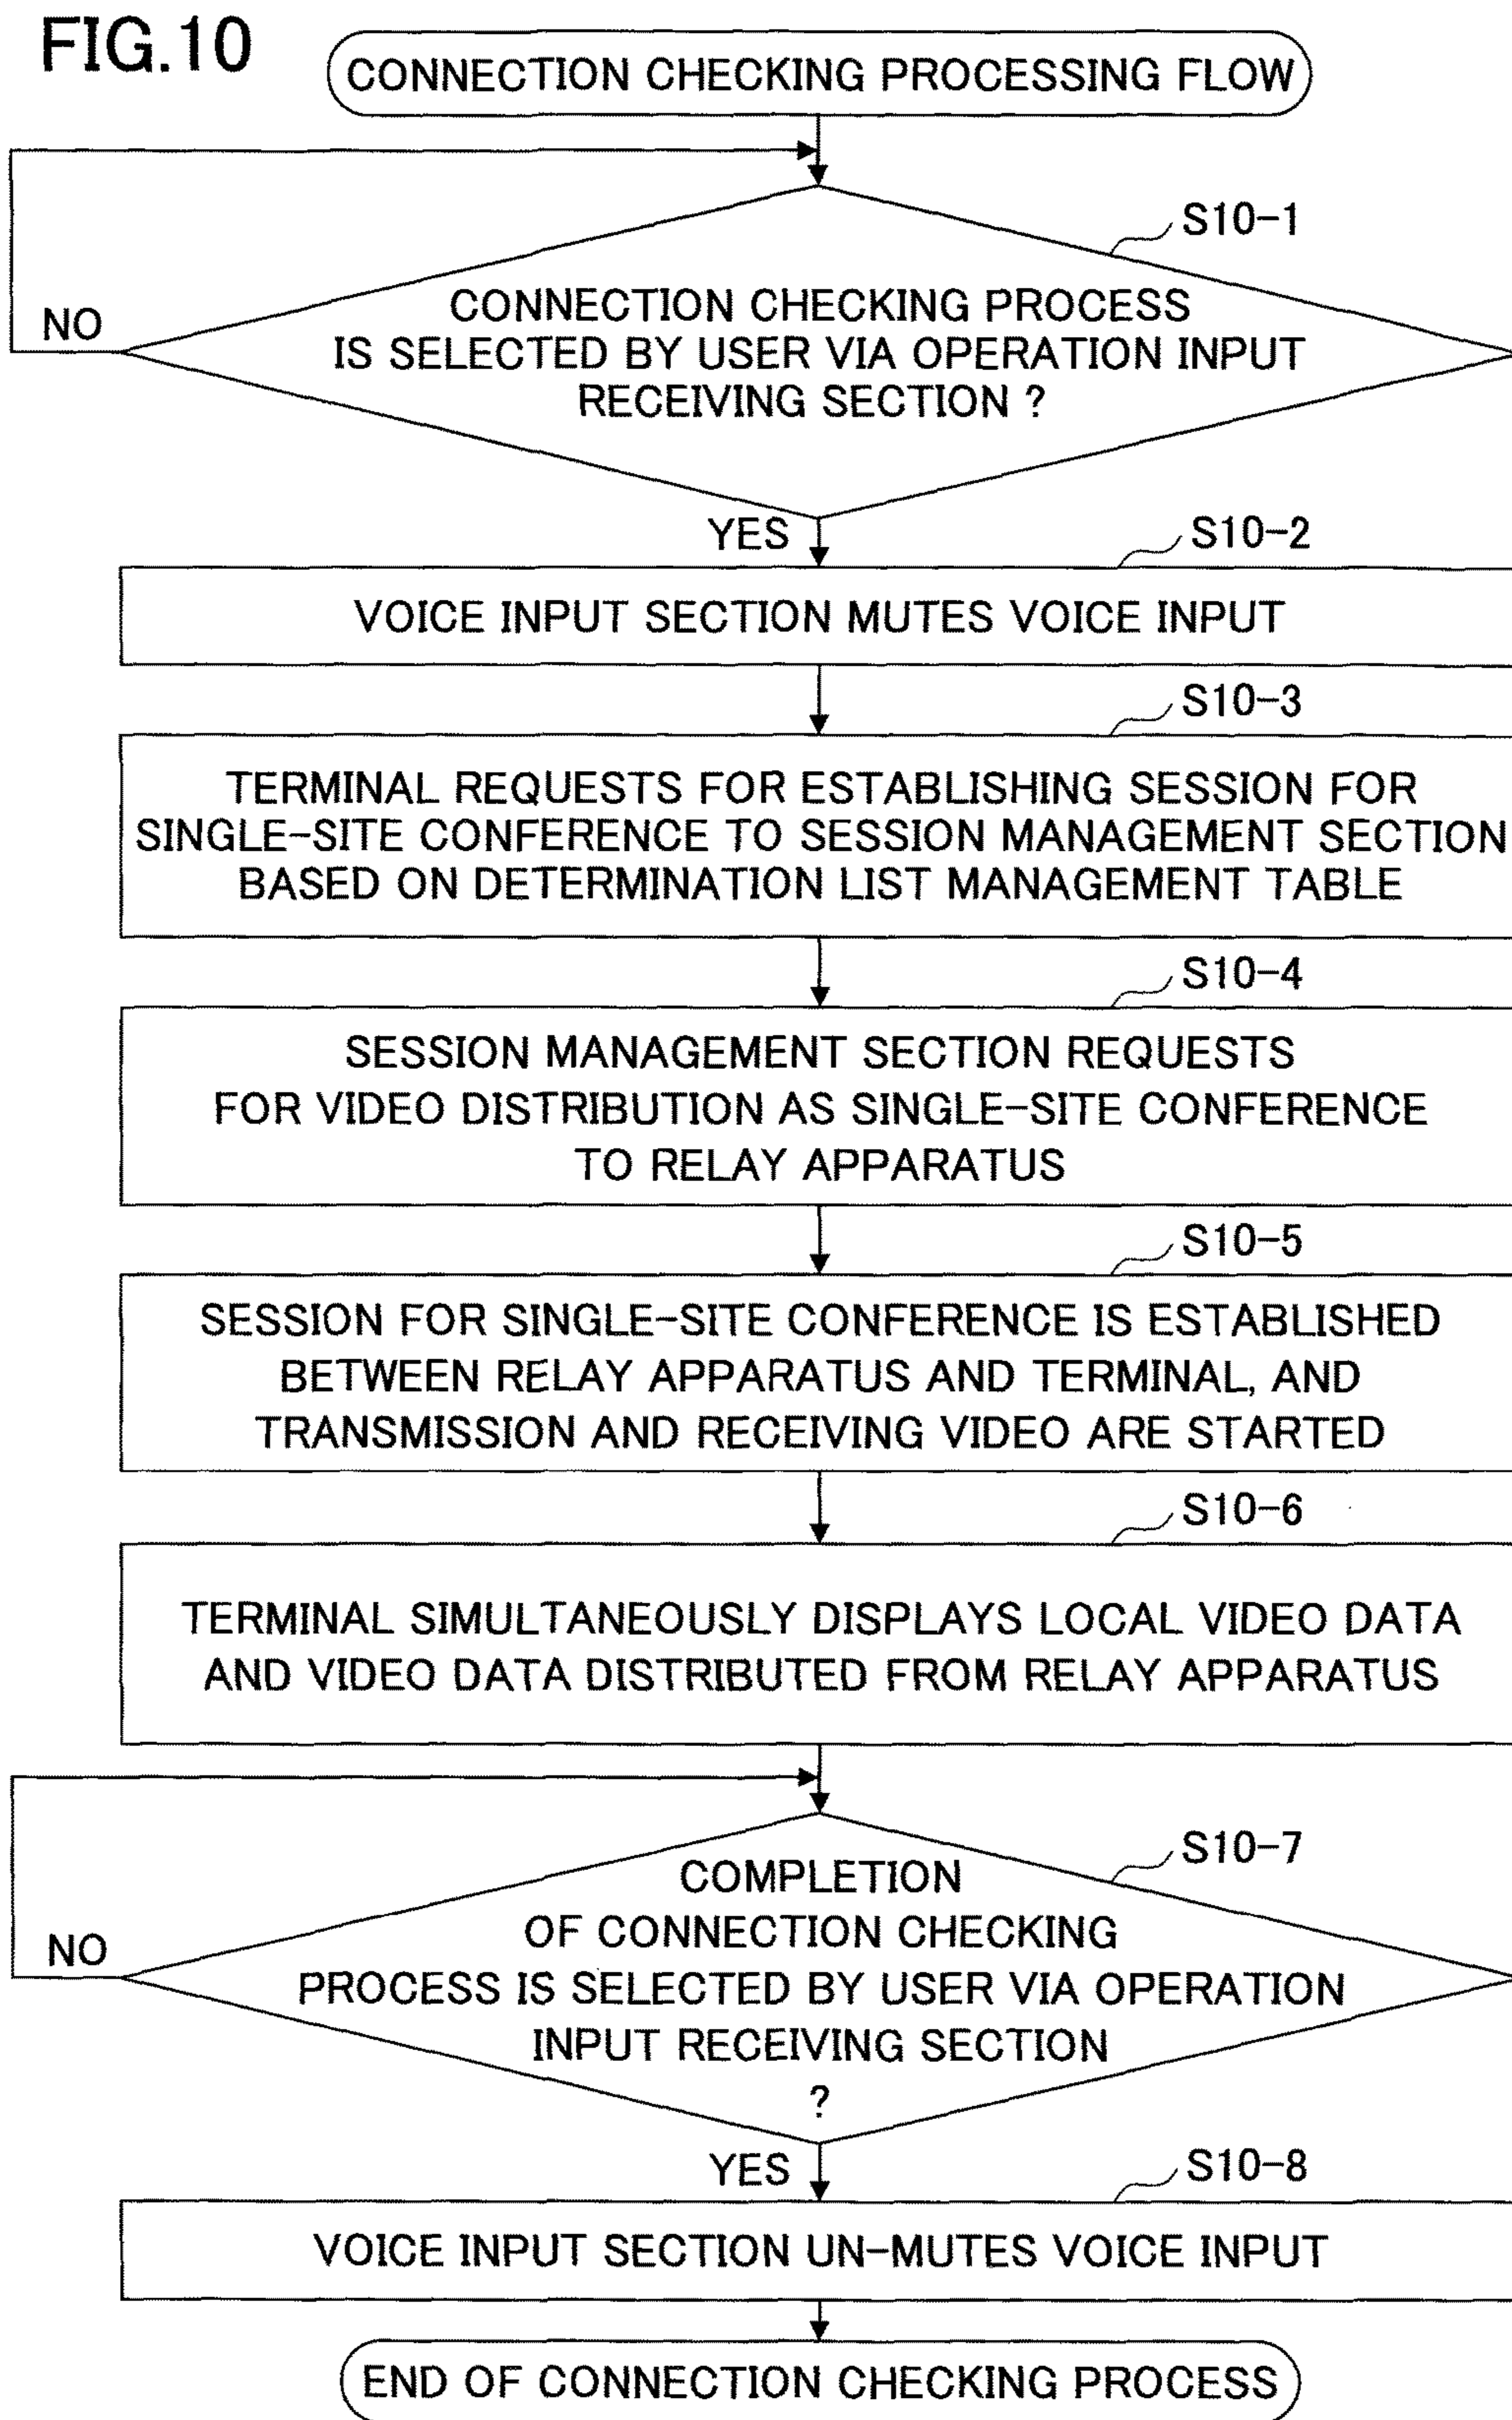 FIG.10
CONNECTION CHECKING PROCESSING FLOW
S10-1
CONNECTION CHECKING PROCESS
IS SELECTED BY USER VIA OPERATION INPUT
RECEIVING SECTION ?
NO
YES
S10-2
VOICE INPUT SECTION MUTES VOICE INPUT
S10-3
TERMINAL REQUESTS FOR ESTABLISHING SESSION FOR
SINGLE-SITE CONFERENCE TO SESSION MANAGEMENT SECTION
BASED ON DETERMINATION LIST MANAGEMENT TABLE
S10-4
SESSION MANAGEMENT SECTION REQUESTS
FOR VIDEO DISTRIBUTION AS SINGLE-SITE CONFERENCE
TO RELAY APPARATUS
S10-5
SESSION FOR SINGLE-SITE CONFERENCE IS ESTABLISHED
BETWEEN RELAY APPARATUS AND TERMINAL, AND
TRANSMISSION AND RECEIVING VIDEO ARE STARTED
S10-6
TERMINAL SIMULTANEOUSLY DISPLAYS LOCAL VIDEO DATA
AND VIDEO DATA DISTRIBUTED FROM RELAY APPARATUS
S10-7
COMPLETION
OF CONNECTION CHECKING
PROCESS IS SELECTED BY USER VIA OPERATION
INPUT RECEIVING SECTION
?
NO
YES
S10-8
VOICE INPUT SECTION UN-MUTES VOICE INPUT
END OF CONNECTION CHECKING PROCESS